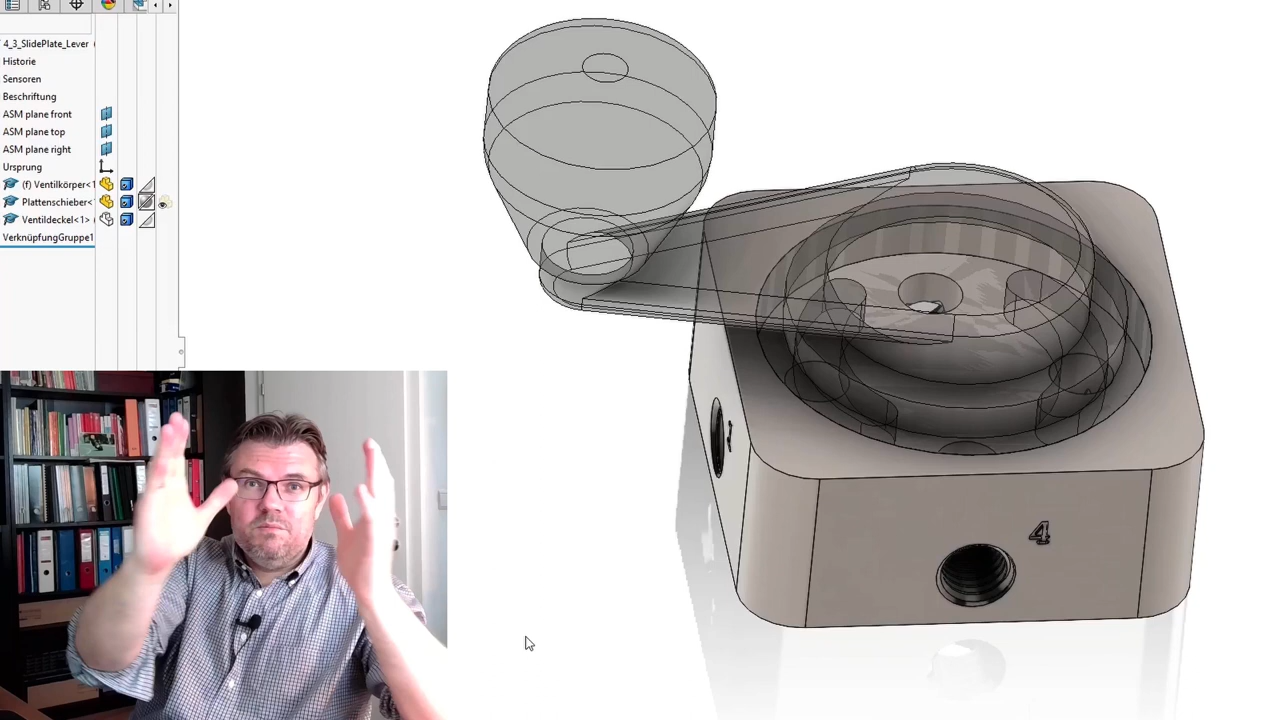 4_3_SlidePlate_Lever
Historie
Sensoren
Beschriftung
ASM plane front
ASM plane top
ASM plane right
Ursprung
(f) Ventilkörper<1
Plattenschieber<
Ventildeckel<1> (
VerknüpfungGruppe1
1
4